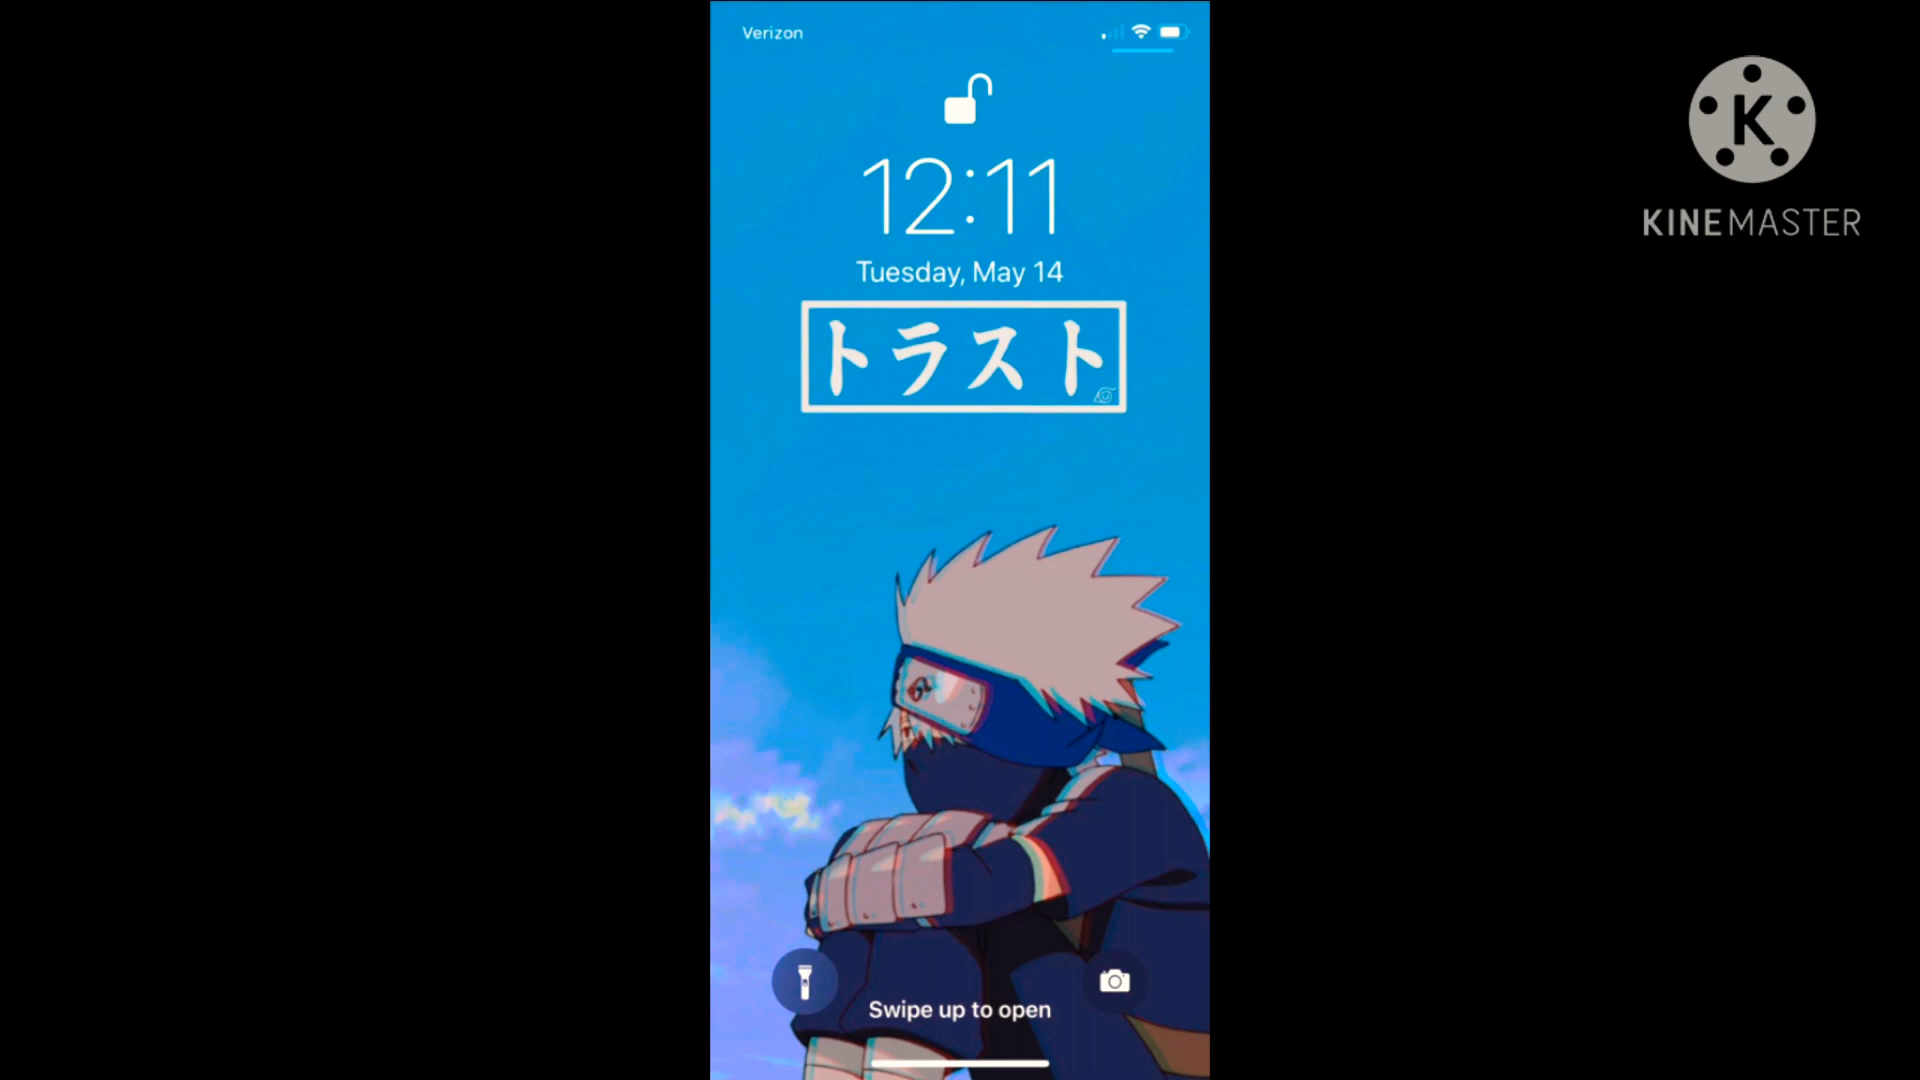 Verizon
12:11
Tuesday, May 14
トラスト
Swipe up to open
K
KINEMASTER